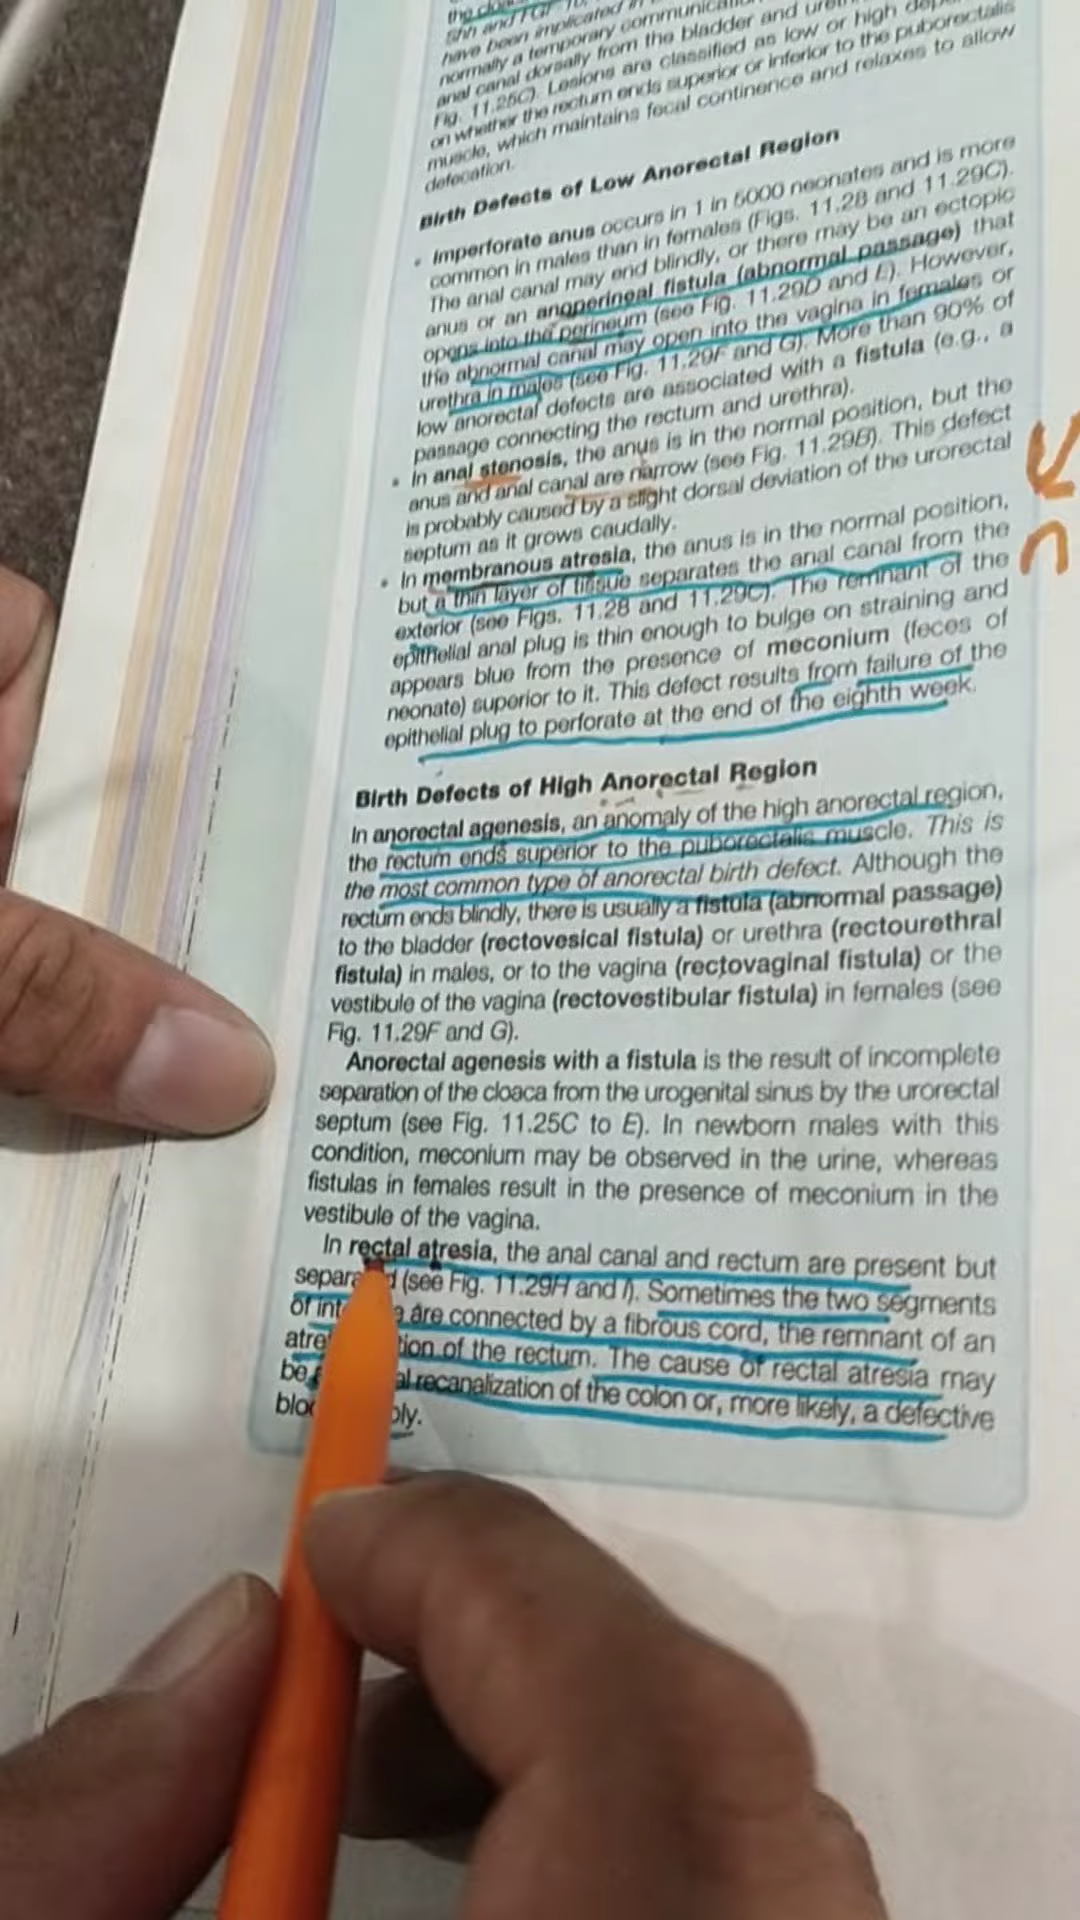 the cloaca
Shh and FGF 10,
have been implicated in
normally a temporary communication
anal canal dorsally from the bladder and
Fig. 11.25C). Lesions are classified as low or high
on whether the rectum ends superior or inferior to the puborectalis
muscle, which maintains fecal continence and relaxes to allow
defecation.
Birth Defects of Low Anorectal Region
• Imperforate anus occurs in 1 in 5000 neonates and is more
common in males than in females (Figs. 11.28 and 11.29C).
The anal canal may end blindly, or there may be an ectopic
anus or an anoperineal fistula (abnormal passage) that
opens into the perineum (see Fig. 11.29D and E). However,
the abnormal canal may open into the vagina in females or
urethra in males (see Fig. 11.29F and G). More than 90% of
low anorectal defects are associated with a fistula (e.g., a
passage connecting the rectum and urethra).
• In anal stenosis, the anus is in the normal position, but the
anus and anal canal are narrow (see Fig. 11.29B). This defect
is probably caused by a slight dorsal deviation of the urorectal
septum as it grows caudally.
• In membranous atresia, the anus is in the normal position,
but a thin layer of tissue separates the anal canal from the
exterior (see Figs. 11.28 and 11.29C). The remnant of the
epithelial anal plug is thin enough to bulge on straining and
appears blue from the presence of meconium (feces of
neonate) superior to it. This defect results from failure of the
epithelial plug to perforate at the end of the eighth week.
Birth Defects of High Anorectal Region
In anorectal agenesis, an anomaly of the high anorectal region,
the rectum ends superior to the puborectalis muscle. This is
the most common type of anorectal birth defect. Although the
rectum ends blindly, there is usually a fistula (abnormal passage)
to the bladder (rectovesical fistula) or urethra (rectourethral
fistula) in males, or to the vagina (rectovaginal fistula) or the
vestibule of the vagina (rectovestibular fistula) in females (see
Fig. 11.29F and G).
Anorectal agenesis with a fistula is the result of incomplete
separation of the cloaca from the urogenital sinus by the urorectal
septum (see Fig. 11.25C to E). In newborn males with this
condition, meconium may be observed in the urine, whereas
fistulas in females result in the presence of meconium in the
vestibule of the vagina.
In rectal atresia, the anal canal and rectum are present but
separated (see Fig. 11.29H and I). Sometimes the two segments
of are connected by a fibrous cord, the remnant of an
of the rectum. The cause of rectal atresia may
be recanalization of the colon or, more likely, a defective